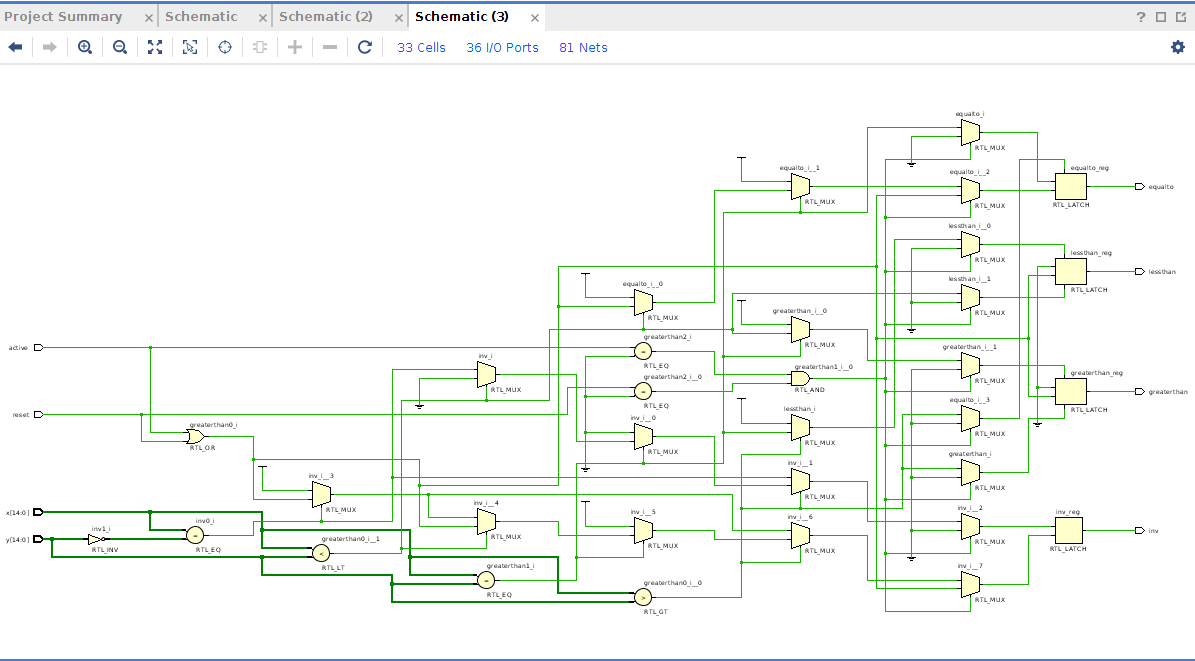 Project Summary × Schematic × Schematic (2) × Schematic (3) ×
33 Cells 36 I/O Ports 81 Nets
equalto_i
RTL_MUX
equalto_i__1
RTL_MUX
equalto_i__2
RTL_MUX
equalto_reg
RTL_LATCH
equalto
lessthan_i__0
RTL_MUX
lessthan_reg
RTL_LATCH
lessthan
equalto_i__0
RTL_MUX
lessthan_i__1
RTL_MUX
greaterthan_i__0
RTL_MUX
active
greaterthan2_i
RTL_EQ
greaterthan_i__1
RTL_MUX
inv_i
RTL_MUX
greaterthan2_i__0
RTL_EQ
greaterthan1_i__0
RTL_AND
greaterthan_reg
RTL_LATCH
greaterthan
equalto_i__3
RTL_MUX
reset
greaterthan0_i
RTL_OR
inv_i__0
RTL_MUX
lessthan_i
RTL_MUX
greaterthan_i
RTL_MUX
inv_i__3
RTL_MUX
inv_i__1
RTL_MUX
x[14:0]
y[14:0]
inv1_i
RTL_INV
inv0_i
RTL_EQ
greaterthan0_i__1
RTL_LT
inv_i__4
RTL_MUX
greaterthan1_i
RTL_EQ
inv_i__5
RTL_MUX
greaterthan0_i__0
RTL_GT
inv_i__6
RTL_MUX
inv_i__2
RTL_MUX
inv_reg
RTL_LATCH
inv
inv_i__7
RTL_MUX